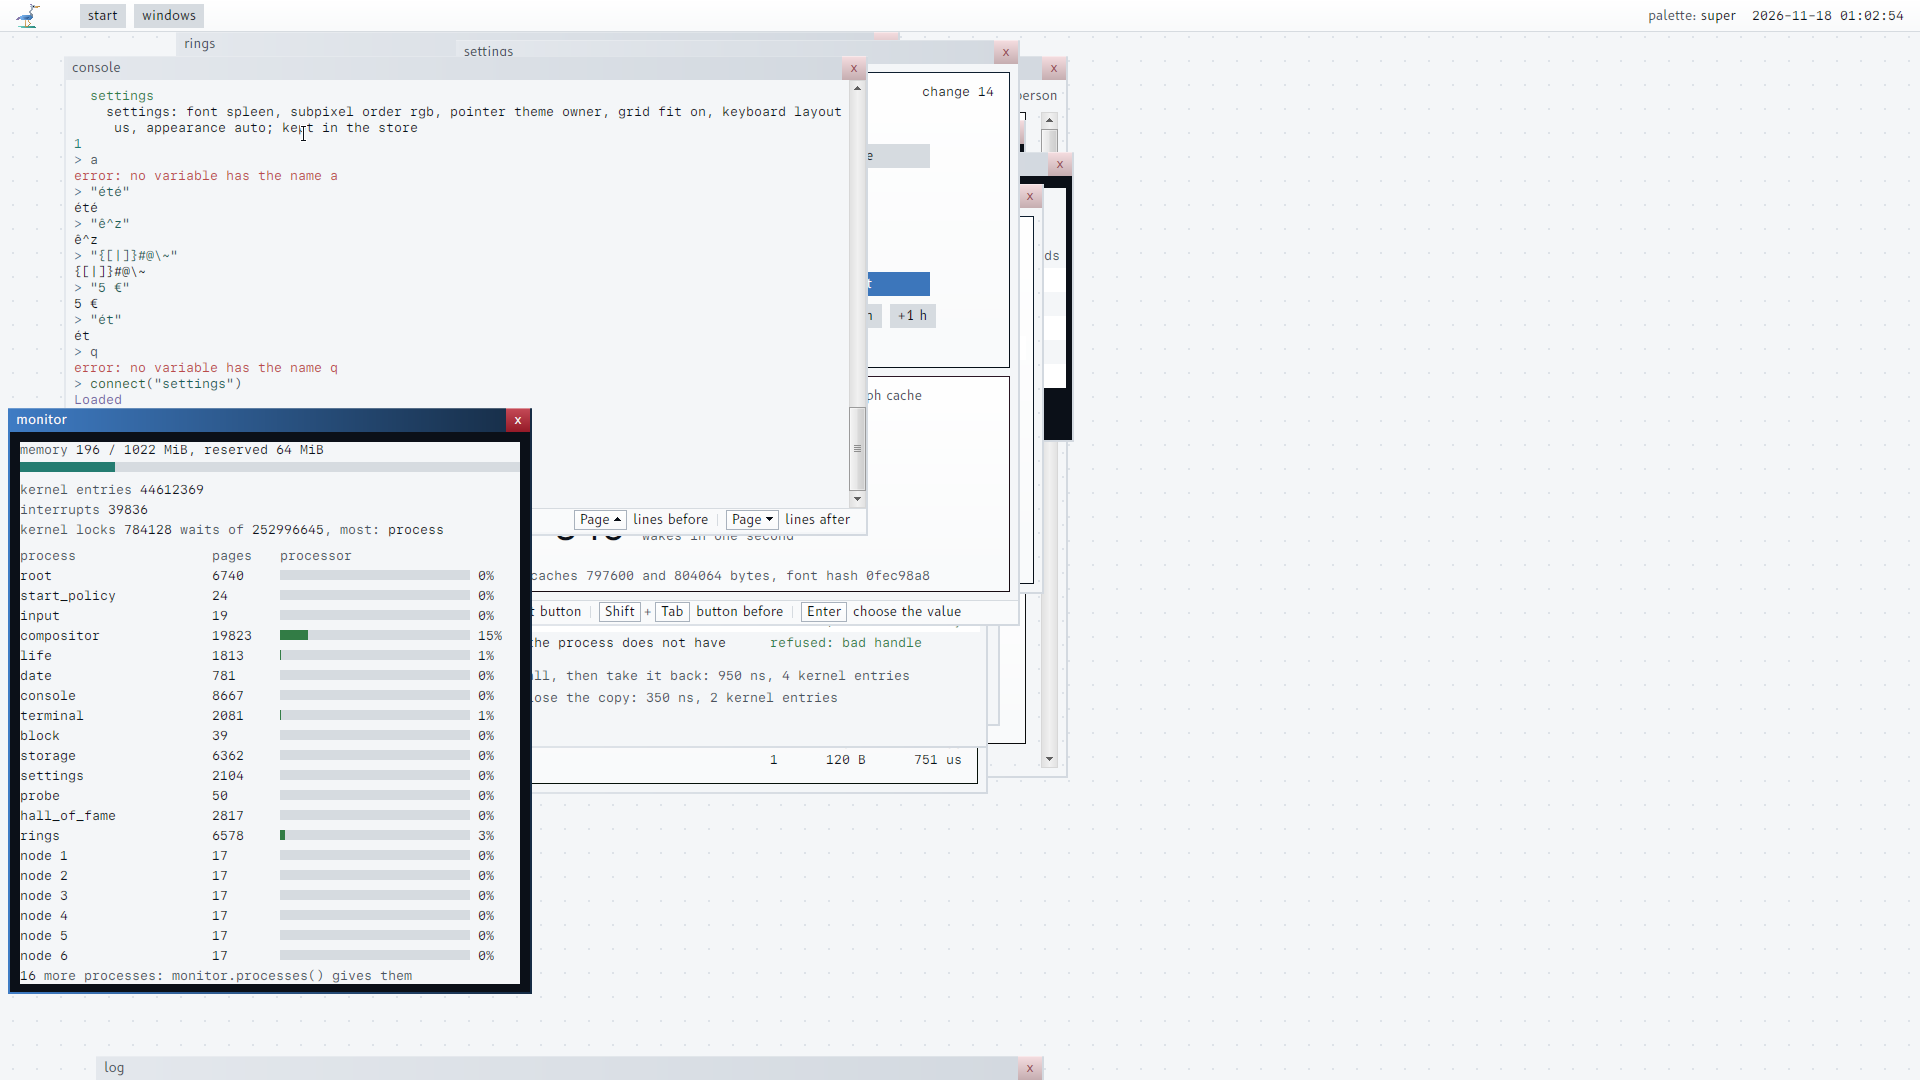 start windows palette: super 2026-11-18 01:02:54
rings
settings x
console x x
settings
settings: font spleen, subpixel order rgb, pointer theme owner, grid fit on, keyboard layout
us, appearance auto; kept in the store
change 14
person
1
> a
error: no variable has the name a
> "été"
été
> "ê^z"
ê^z
> "{[|]}#@\~"
{[|]}#@\~
> "5 €"
5 €
> "ét"
ét
> q
error: no variable has the name q
> connect("settings")
Loaded
e
x
x
ds
t
n +1 h
ph cache
Page lines before Page lines after
wakes in one second
caches 797600 and 804064 bytes, font hash 0fec98a8
t button Shift + Tab button before Enter choose the value
the process does not have refused: bad handle
all, then take it back: 950 ns, 4 kernel entries
lose the copy: 350 ns, 2 kernel entries
1 120 B 751 us
monitor x
memory 196 / 1022 MiB, reserved 64 MiB
kernel entries 44612369
interrupts 39836
kernel locks 784128 waits of 252996645, most: process
process pages processor
root 6740 0%
start_policy 24 0%
input 19 0%
compositor 19823 15%
life 1813 1%
date 781 0%
console 8667 0%
terminal 2081 1%
block 39 0%
storage 6362 0%
settings 2104 0%
probe 50 0%
hall_of_fame 2817 0%
rings 6578 3%
node 1 17 0%
node 2 17 0%
node 3 17 0%
node 4 17 0%
node 5 17 0%
node 6 17 0%
16 more processes: monitor.processes() gives them
log x